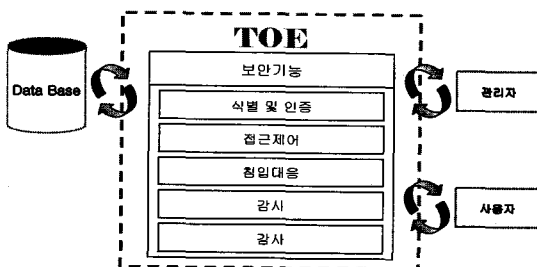 TOE
보안기능
Data Base
식별 및 인증
접근제어
침입대응
감사
감사
관리자
사용자